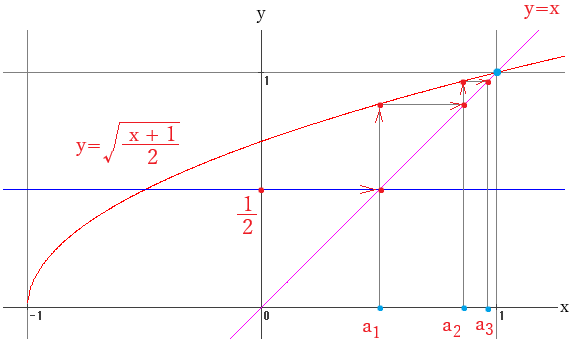 y
y=x
1
y=√((x+1)/2)
1/2
-1
0
1
x
a₁
a₂
a₃